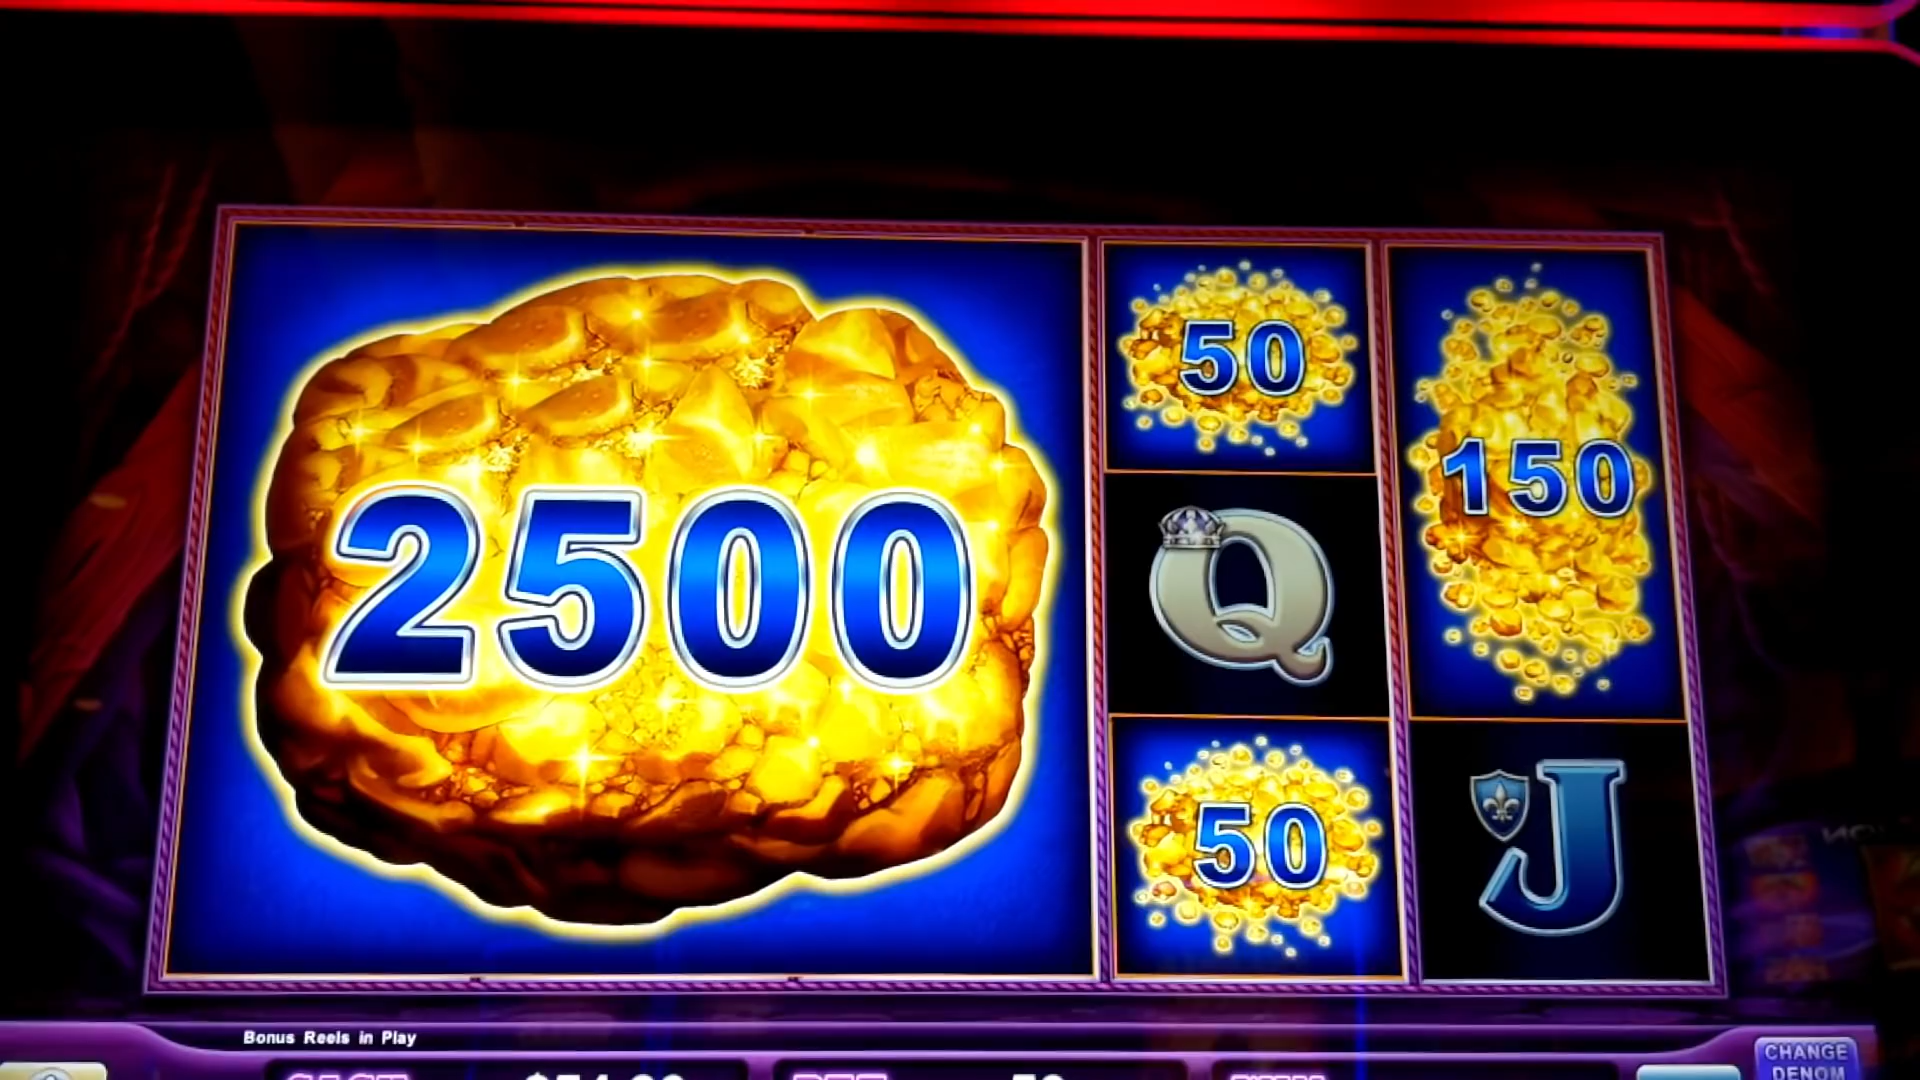 2500
50
150
Q
50
J
Bonus Reels in Play
CHANGE
DENOM